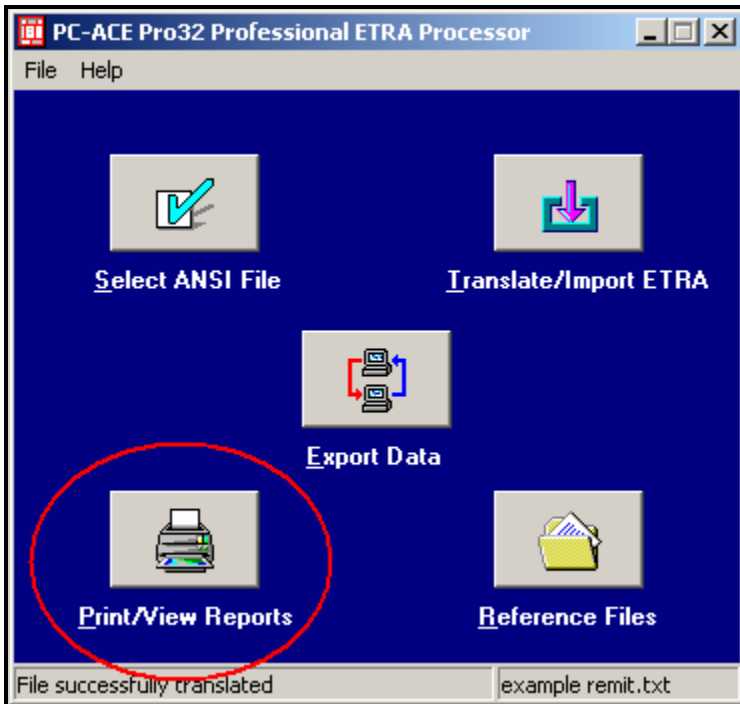 PC-ACE Pro32 Professional ETRA Processor
File Help
Select ANSI File
Translate/Import ETRA
Export Data
Print/View Reports
Reference Files
File successfully translated
example remit.txt